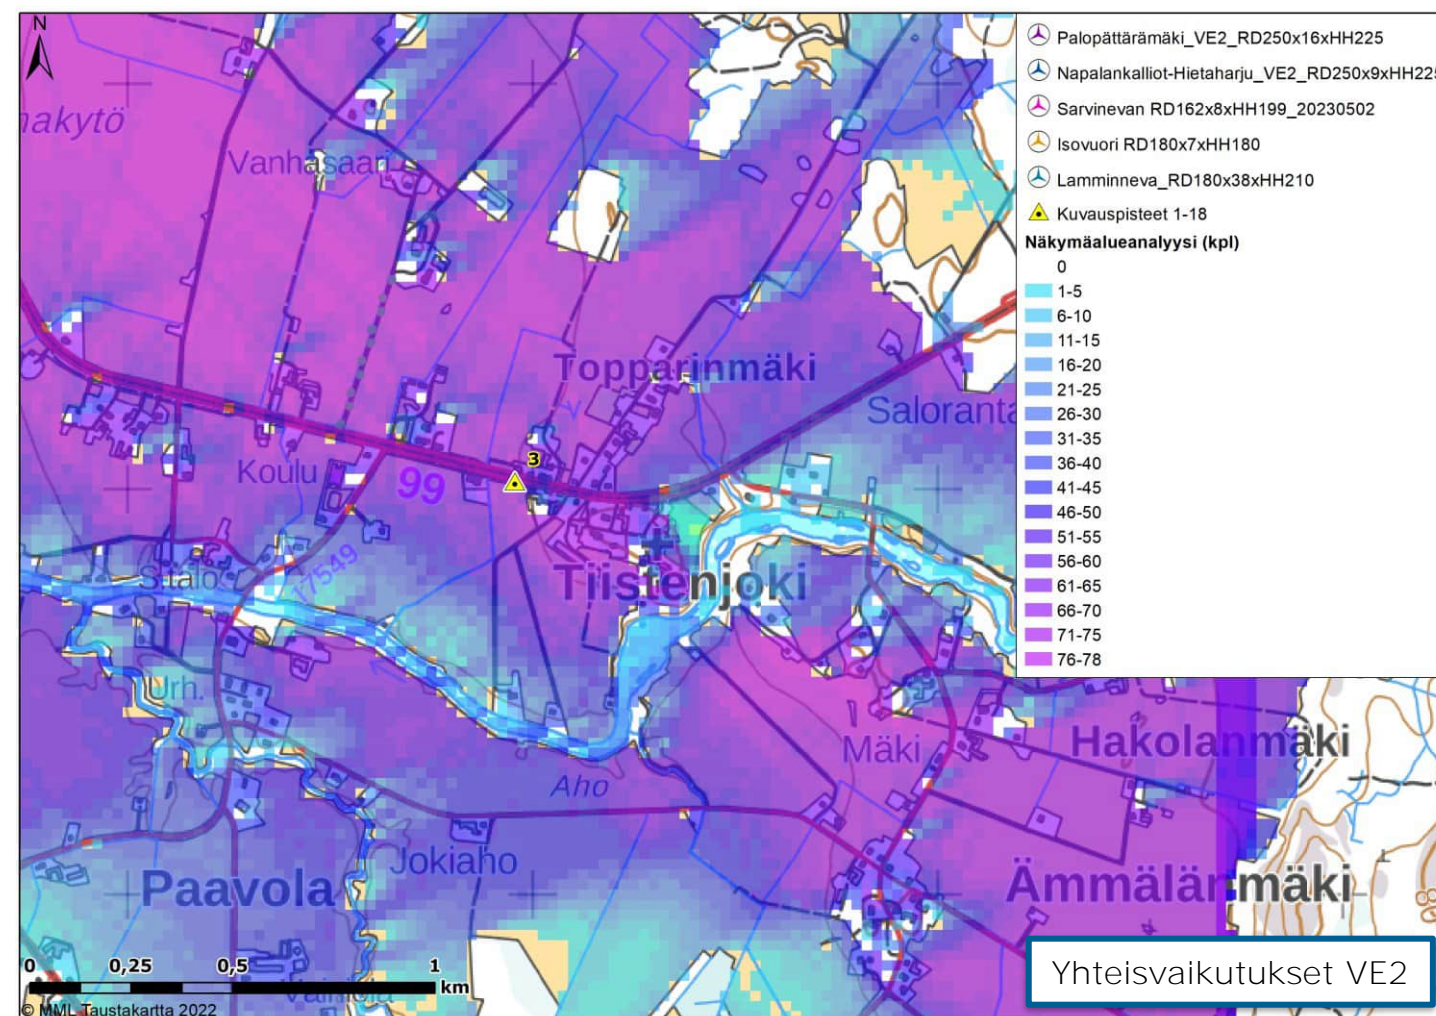 N
Palopättärämäki_VE2_RD250x16xHH225
Napalankalliot-Hietaharju_VE2_RD250x9xHH225
Sarvinevan RD162x8xHH199_20230502
Isovuori RD180x7xHH180
Lamminneva_RD180x38xHH210
Kuvauspisteet 1-18
Näkymäalueanalyysi (kpl)
0
1-5
6-10
11-15
16-20
21-25
26-30
31-35
36-40
41-45
46-50
51-55
56-60
61-65
66-70
71-75
76-78
nakytö
Vanhasaari
Topparinmäki
Saloranta
Koulu
99
3
17549
Tiistenjoki
Urh.
Mäki
Hakolanmäki
Aho
Jokiaho
Paavola
Ämmälänmäki
0 0,25 0,5 1
km
© MML Taustakartta 2022
Yhteisvaikutukset VE2